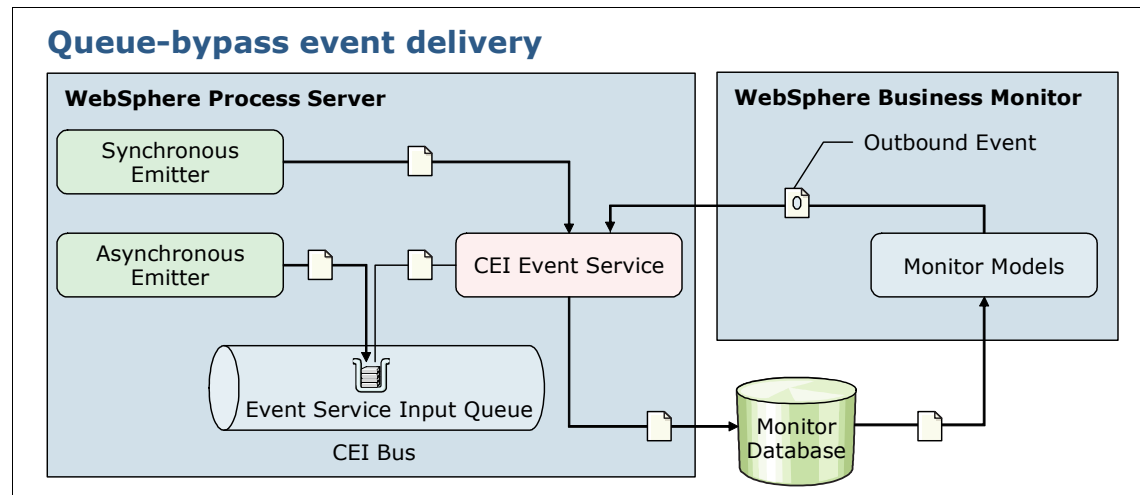 Queue-bypass event delivery
WebSphere Process Server
Synchronous
Emitter
Asynchronous
Emitter
CEI Event Service
Event Service Input Queue
CEI Bus
WebSphere Business Monitor
Outbound Event
0
Monitor Models
Monitor
Database